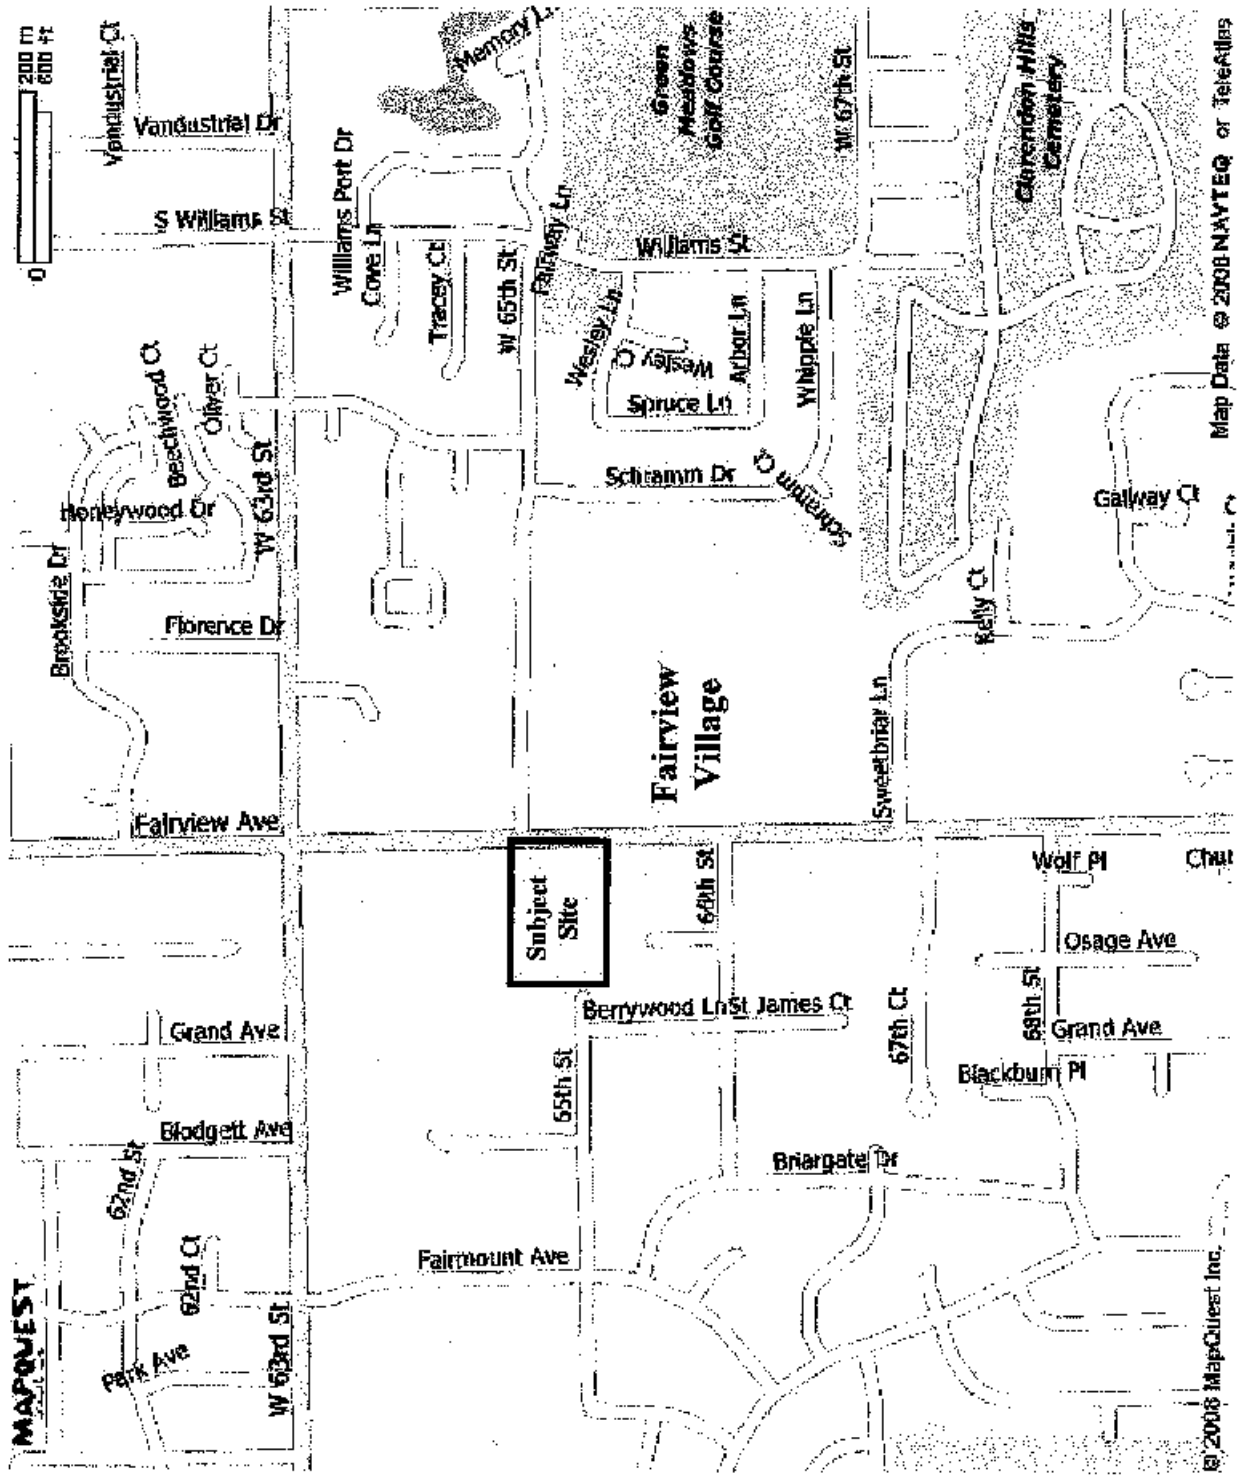 MAPQUEST
0
200 m
600 ft
Vandustrial Ct
Vandustrial Dr
S Williams St
Beechwood Ct
Oliver Ct
Honeywood Dr
W 63rd St
Brookside Dr
Florence Dr
Fairview Ave
Grand Ave
Blodgett Ave
62nd St
62nd Ct
Park Ave
W 63rd St
Memory Ln
Williams Port Dr
Cove Ln
Tracey Ct
W 65th St
Fairway Ln
Green
Meadows
Golf Course
W 67th St
Williams St
Wesley Ln
Wesley Ct
Arbor Ln
Whipple Ln
Spruce Ln
Schramm Dr
Schramm Ct
Clarendon Hills
Cemetery
Galway Ct
Kelly Ct
Sweetbriar Ln
Fairview
Village
Subject
Site
66th St
Berrywood Ln
St James Ct
65th St
67th Ct
68th St
Wolf Pl
Osage Ave
Grand Ave
Blackburn Pl
Briargate Dr
Fairmount Ave
Chut
© 2008 MapQuest Inc.
Map Data © 2008 NAVTEQ or TeleAtlas